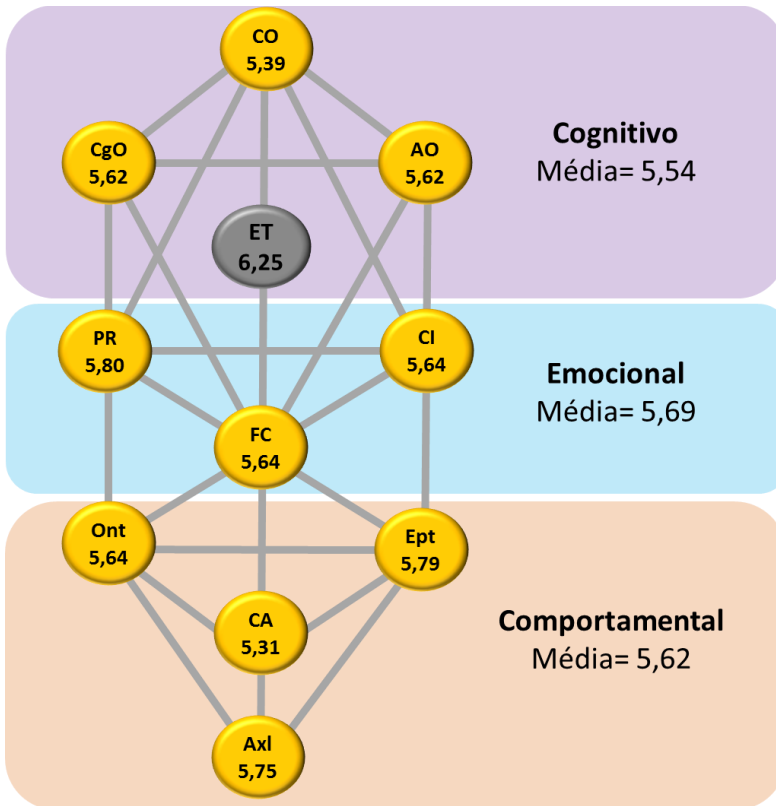 CO
5,39
CgO
5,62
AO
5,62
Cognitivo
Média= 5,54
ET
6,25
PR
5,80
CI
5,64
Emocional
Média= 5,69
FC
5,64
Ont
5,64
Ept
5,79
CA
5,31
Comportamental
Média= 5,62
Axl
5,75